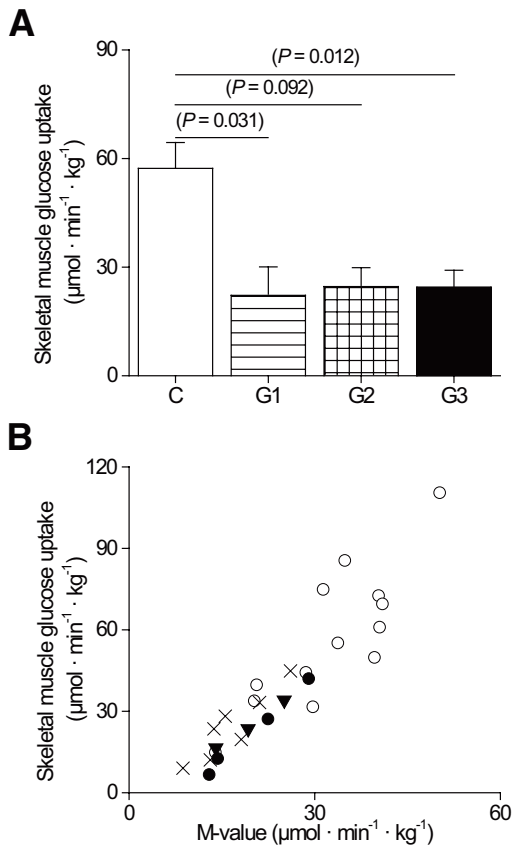 A
Skeletal muscle glucose uptake
(µmol · min⁻¹ · kg⁻¹)
90
60
30
0
(P = 0.012)
(P = 0.092)
(P = 0.031)
C G1 G2 G3
B
Skeletal muscle glucose uptake
(µmol · min⁻¹ · kg⁻¹)
120
90
60
30
0
0 30 60
M-value (µmol · min⁻¹ · kg⁻¹)